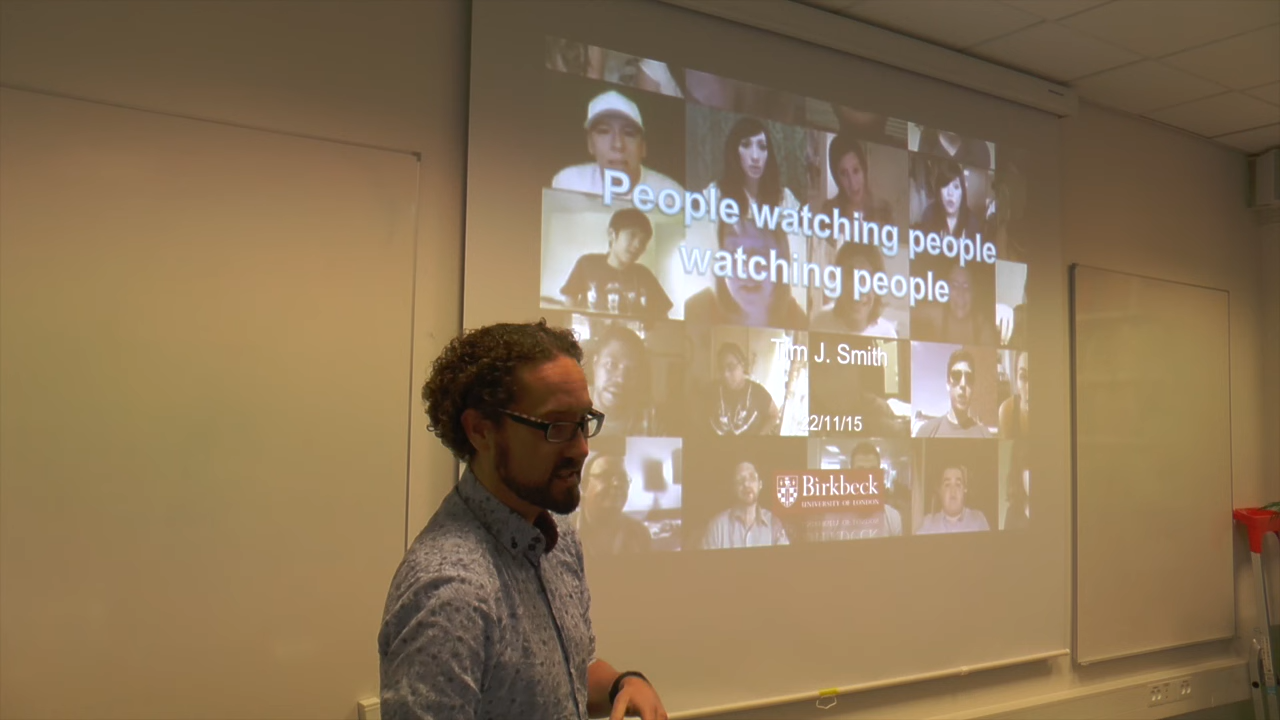 People watching people
watching people
Tim J. Smith
22/11/15
Birkbeck
UNIVERSITY OF LONDON